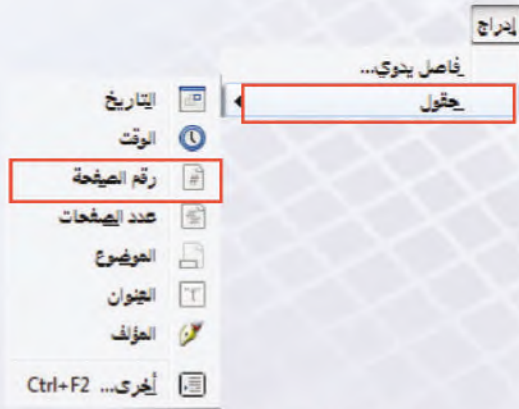 إدراج
فاصل يدوي...
حقول
التاريخ
الوقت
رقم الصفحة
عدد الصفحات
الموضوع
العنوان
المؤلف
أخرى... Ctrl+F2